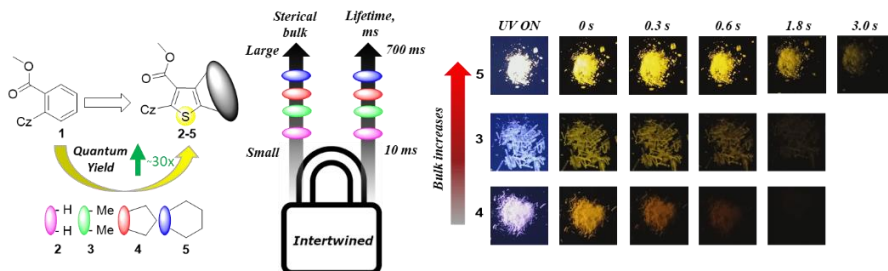 O
O
Cz
1
O
O
Cz
S
2-5
Quantum
Yield
~30x
H
H
2
Me
Me
3
4
5
Sterical
bulk
Large
Small
Lifetime,
ms
700 ms
10 ms
Intertwined
Bulk increases
UV ON 0 s 0.3 s 0.6 s 1.8 s 3.0 s
5
3
4